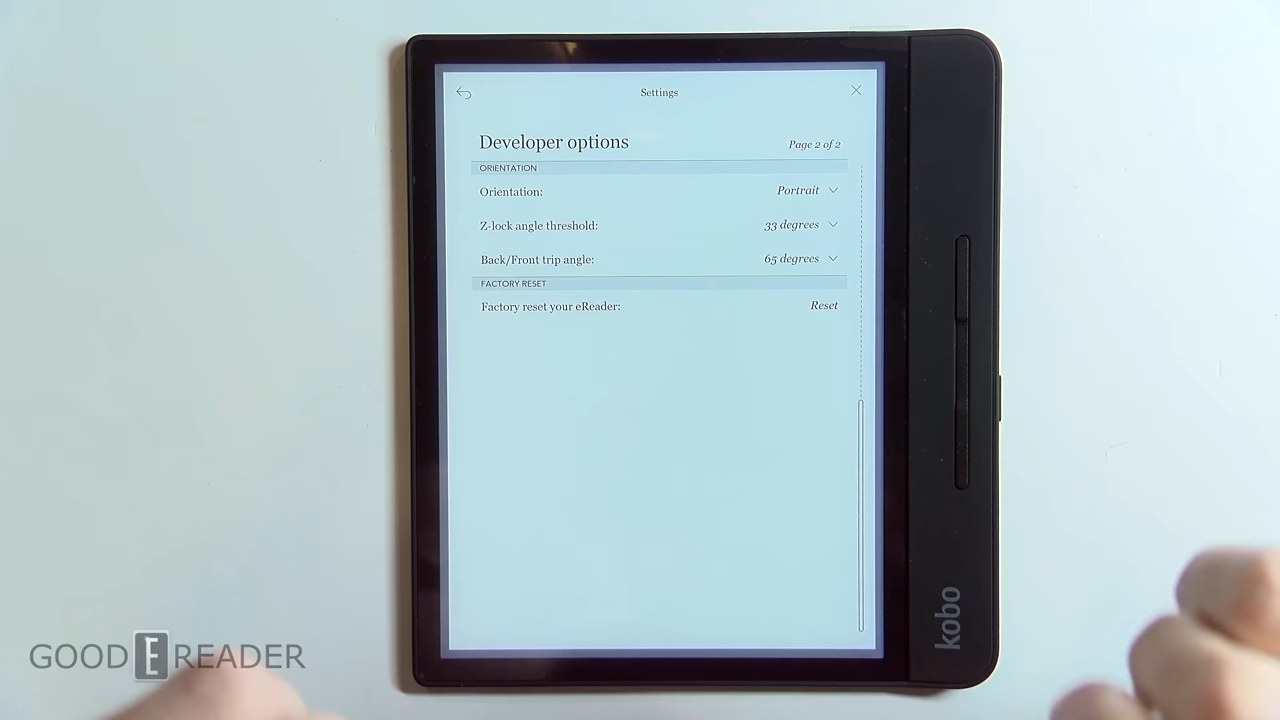 Settings
Developer options
Page 2 of 2
ORIENTATION
Orientation: Portrait
Z-lock angle threshold: 33 degrees
Back/Front trip angle: 65 degrees
FACTORY RESET
Factory reset your eReader: Reset
kobo
GOOD E READER